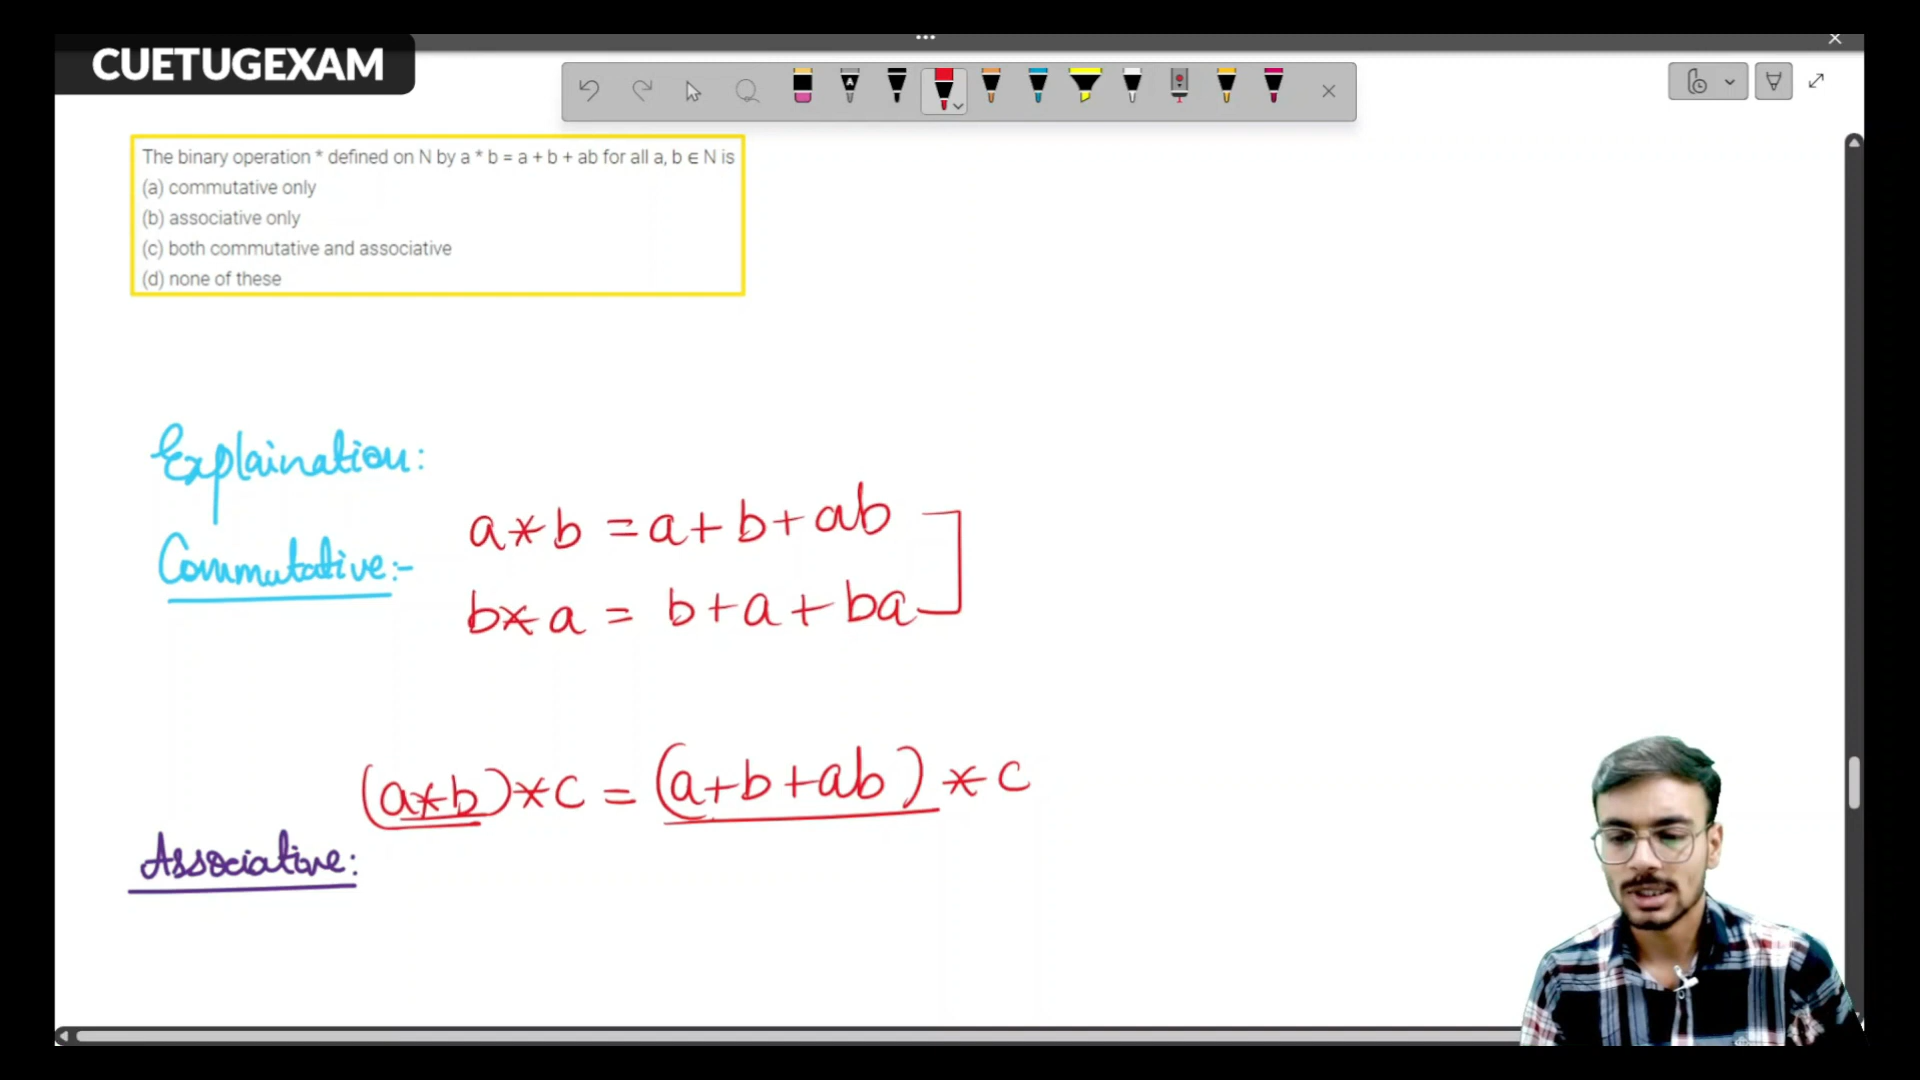 CUETUGEXAM
The binary operation * defined on N by a * b = a + b + ab for all a, b ∈ N is
(a) commutative only
(b) associative only
(c) both commutative and associative
(d) none of these
Explaination:
Commutative:-
a*b = a+b+ab
b*a = b+a+ba
(a*b)*c = (a+b+ab)*c
Associative: